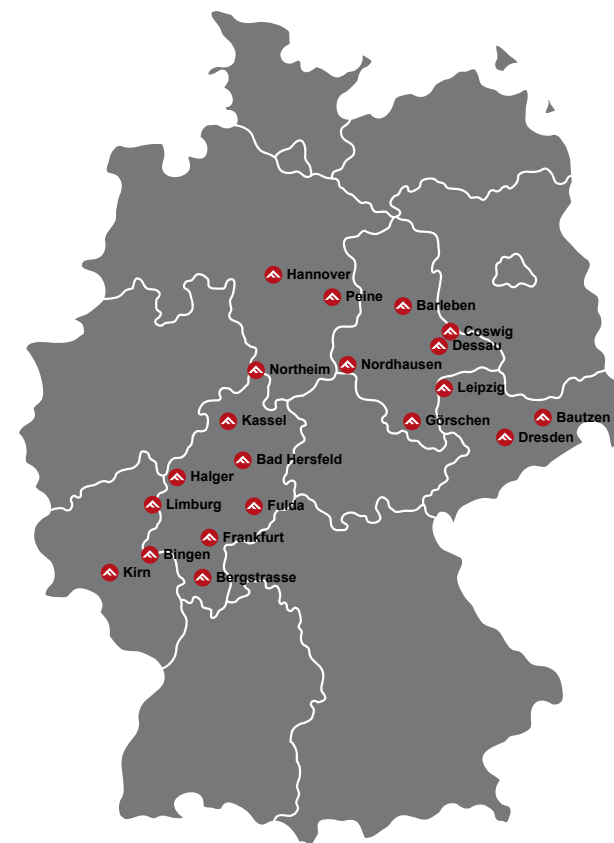 Hannover
Peine
Barleben
Coswig
Dessau
Nordhausen
Northeim
Leipzig
Kassel
Görschen
Bautzen
Dresden
Bad Hersfeld
Halger
Limburg
Fulda
Frankfurt
Bingen
Kirn
Bergstrasse